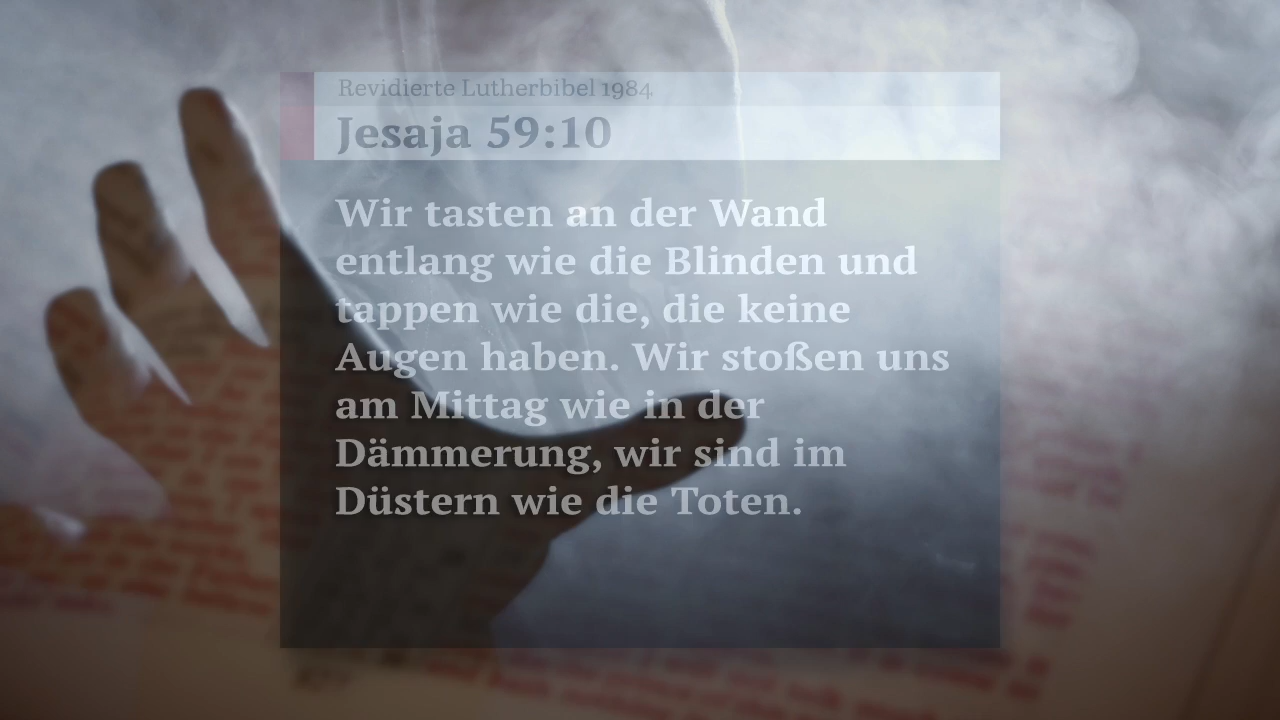 Revidierte Lutherbibel 1984
Jesaja 59:10
Wir tasten an der Wand
entlang wie die Blinden und
tappen wie die, die keine
Augen haben. Wir stoßen uns
am Mittag wie in der
Dämmerung, wir sind im
Düstern wie die Toten.